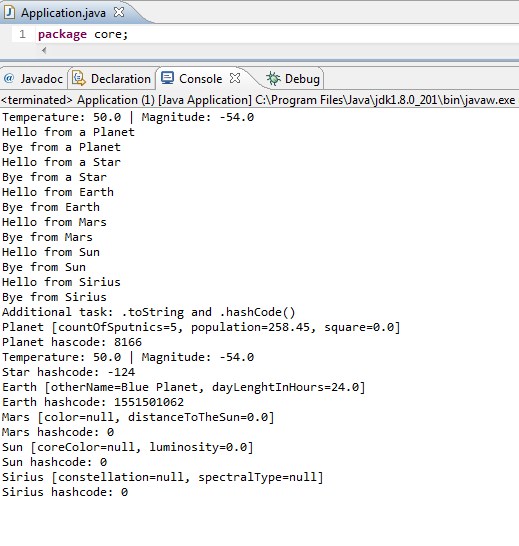 Application.java
1 package core;
@ Javadoc Declaration Console Debug
<terminated> Application (1) [Java Application] C:\Program Files\Java\jdk1.8.0_201\bin\javaw.exe
Temperature: 50.0 | Magnitude: -54.0
Hello from a Planet
Bye from a Planet
Hello from a Star
Bye from a Star
Hello from Earth
Bye from Earth
Hello from Mars
Bye from Mars
Hello from Sun
Bye from Sun
Hello from Sirius
Bye from Sirius
Additional task: .toString and .hashCode()
Planet [countOfSputnics=5, population=258.45, square=0.0]
Planet hascode: 8166
Temperature: 50.0 | Magnitude: -54.0
Star hashcode: -124
Earth [otherName=Blue Planet, dayLenghtInHours=24.0]
Earth hashcode: 1551501062
Mars [color=null, distanceToTheSun=0.0]
Mars hashcode: 0
Sun [coreColor=null, luminosity=0.0]
Sun hashcode: 0
Sirius [constellation=null, spectralType=null]
Sirius hashcode: 0